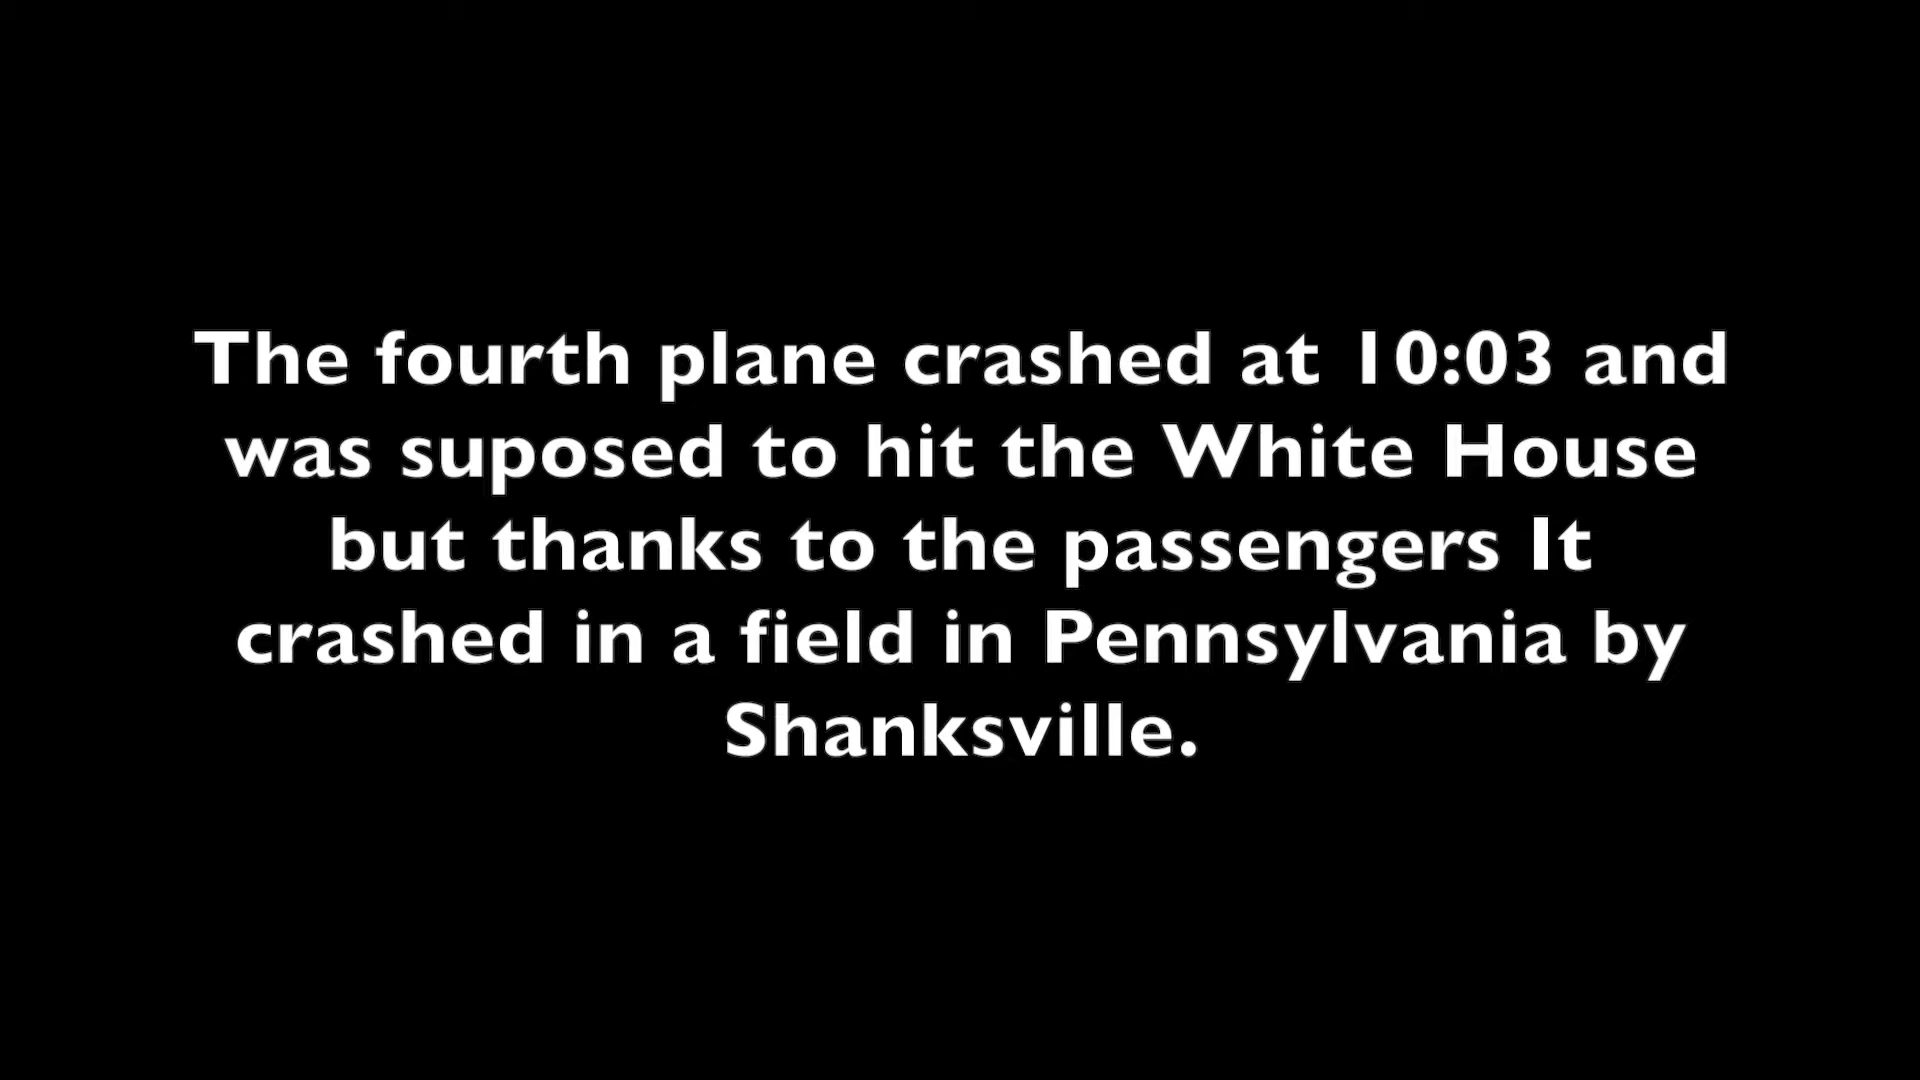 The fourth plane crashed at 10:03 and
was suposed to hit the White House
but thanks to the passengers It
crashed in a field in Pennsylvania by
Shanksville.